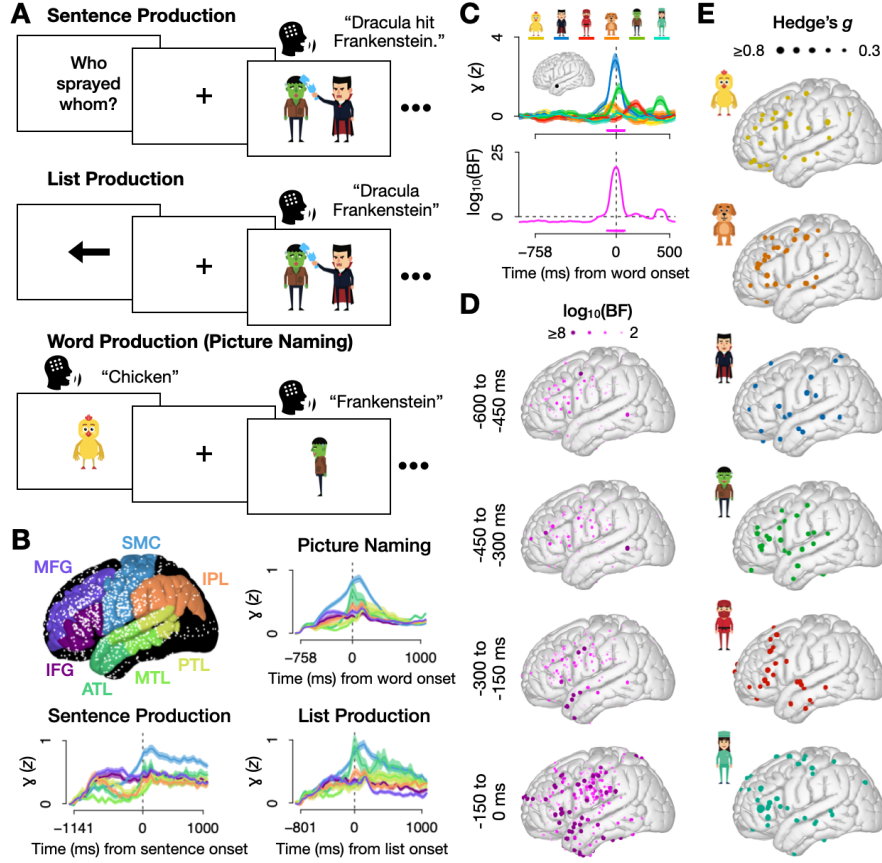 A
Sentence Production
Who
sprayed
whom?
+
“Dracula hit
Frankenstein.”
•••
List Production
+
“Dracula
Frankenstein”
•••
Word Production (Picture Naming)
“Chicken”
+
“Frankenstein”
•••
B
SMC
MFG
IPL
IFG
ATL
MTL
PTL
Picture Naming
1
ɣ (z)
0
−758
0
1000
Time (ms) from word onset
Sentence Production
1
ɣ (z)
0
−1141
0
1000
Time (ms) from sentence onset
List Production
1
ɣ (z)
0
−801
0
1000
Time (ms) from list onset
C
4
ɣ (z)
0
25
log₁₀(BF)
0
−758
0
500
Time (ms) from word onset
D
log₁₀(BF)
≥8
2
-600 to
-450 ms
-450 to
-300 ms
-300 to
-150 ms
-150 to
0 ms
E
Hedge’s g
≥0.8
0.3